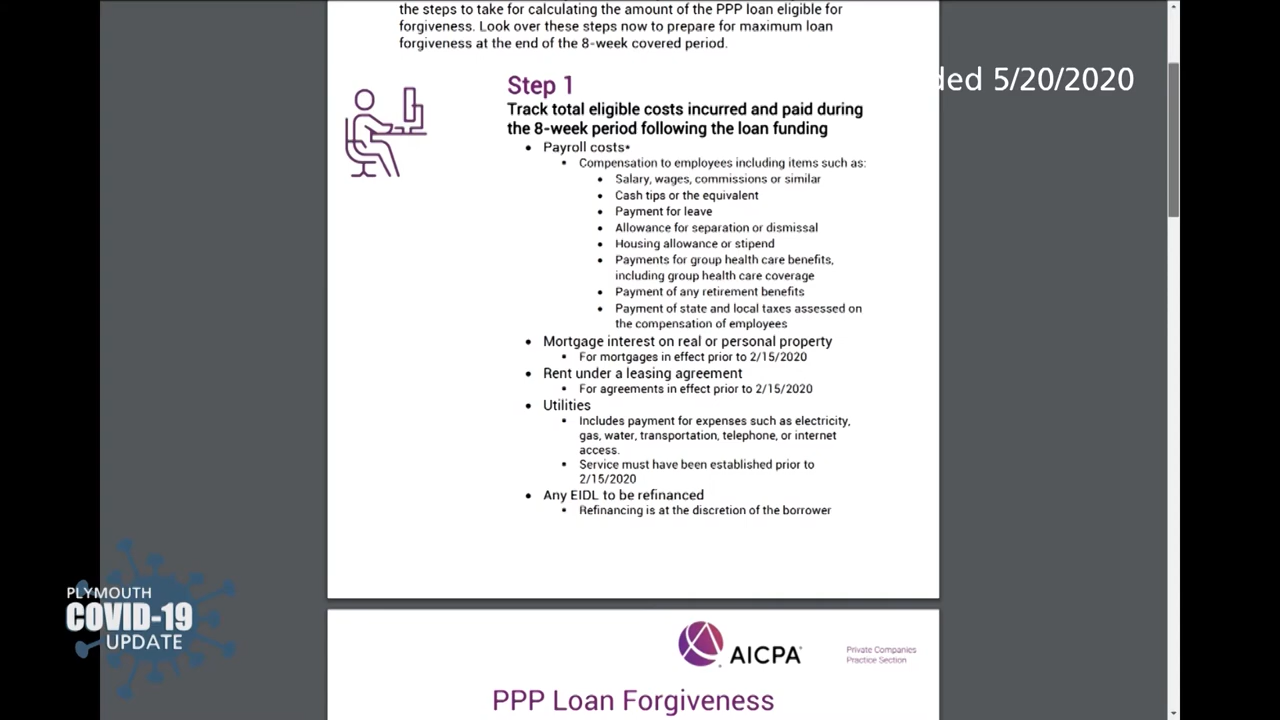 the steps to take for calculating the amount of the PPP loan eligible for
forgiveness. Look over these steps now to prepare for maximum loan
forgiveness at the end of the 8-week covered period.
ded 5/20/2020
Step 1
Track total eligible costs incurred and paid during
the 8-week period following the loan funding
• Payroll costs*
• Compensation to employees including items such as:
• Salary, wages, commissions or similar
• Cash tips or the equivalent
• Payment for leave
• Allowance for separation or dismissal
• Housing allowance or stipend
• Payments for group health care benefits,
including group health care coverage
• Payment of any retirement benefits
• Payment of state and local taxes assessed on
the compensation of employees
• Mortgage interest on real or personal property
• For mortgages in effect prior to 2/15/2020
• Rent under a leasing agreement
• For agreements in effect prior to 2/15/2020
• Utilities
• Includes payment for expenses such as electricity,
gas, water, transportation, telephone, or internet
access.
• Service must have been established prior to
2/15/2020
• Any EIDL to be refinanced
• Refinancing is at the discretion of the borrower
PLYMOUTH
COVID-19
UPDATE
AICPA
Private Companies
Practice Section
PPP Loan Forgiveness